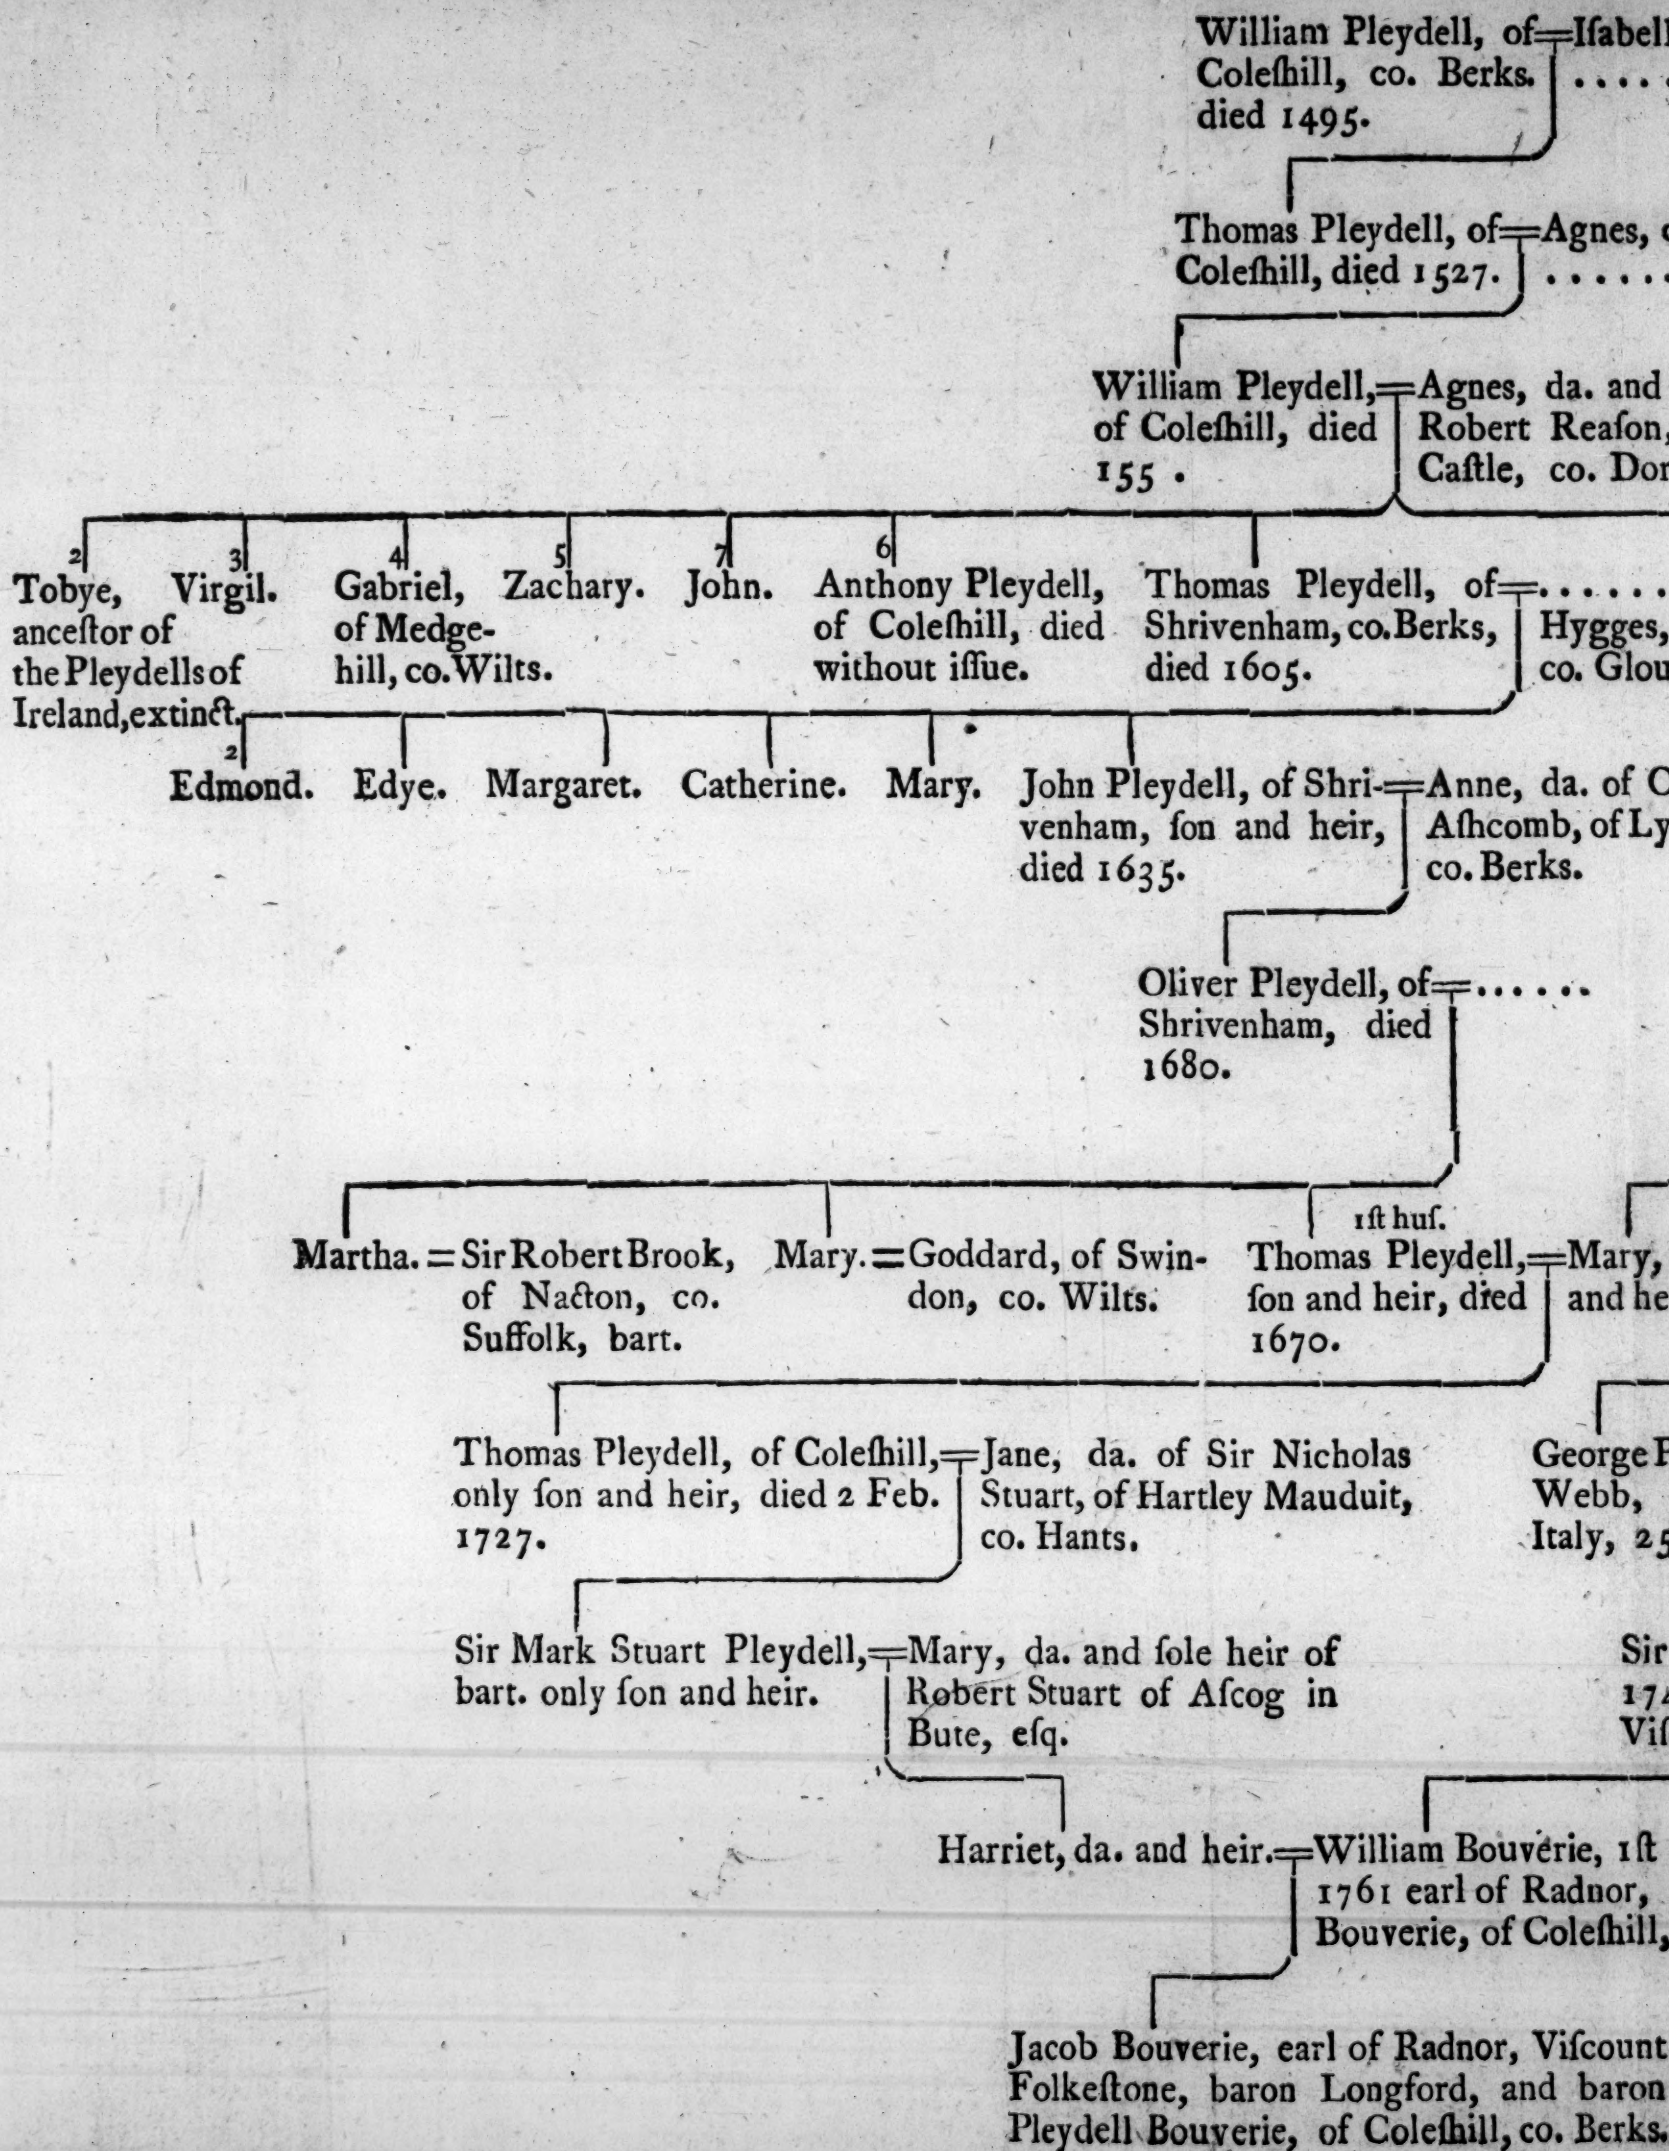 William Pleydell, of=Iſabell
Coleſhill, co. Berks. . . . .
died 1495.
Thomas Pleydell, of=Agnes,
Coleſhill, died 1527. . . . . . .
William Pleydell,=Agnes, da. and
of Coleſhill, died Robert Reaſon,
155 . Caſtle, co. Dor
2 3 4 5 7 6
Tobye, Virgil. Gabriel, Zachary. John. Anthony Pleydell, Thomas Pleydell, of=. . . . . .
anceſtor of of Medge- of Coleſhill, died Shrivenham, co. Berks, Hygges,
the Pleydells of hill, co. Wilts. without iſſue. died 1605. co. Glou
Ireland, extinct.
2
Edmond. Edye. Margaret. Catherine. Mary. John Pleydell, of Shri-=Anne, da. of C
venham, ſon and heir, Aſhcomb, of Ly
died 1635. co. Berks.
Oliver Pleydell, of=. . . . . .
Shrivenham, died
1680.
1ſt huſ.
Martha.=Sir Robert Brook, Mary.=Goddard, of Swin- Thomas Pleydell,=Mary,
of Nacton, co. don, co. Wilts. ſon and heir, died and he
Suffolk, bart. 1670.
Thomas Pleydell, of Coleſhill,=Jane, da. of Sir Nicholas George P
only ſon and heir, died 2 Feb. Stuart, of Hartley Mauduit, Webb,
1727. co. Hants. Italy, 25
Sir Mark Stuart Pleydell,=Mary, da. and ſole heir of Sir
bart. only ſon and heir. Robert Stuart of Aſcog in 174
Bute, eſq. Viſ
Harriet, da. and heir.=William Bouverie, 1ſt
1761 earl of Radnor,
Bouverie, of Coleſhill,
Jacob Bouverie, earl of Radnor, Viſcount
Folkeſtone, baron Longford, and baron
Pleydell Bouverie, of Coleſhill, co. Berks.